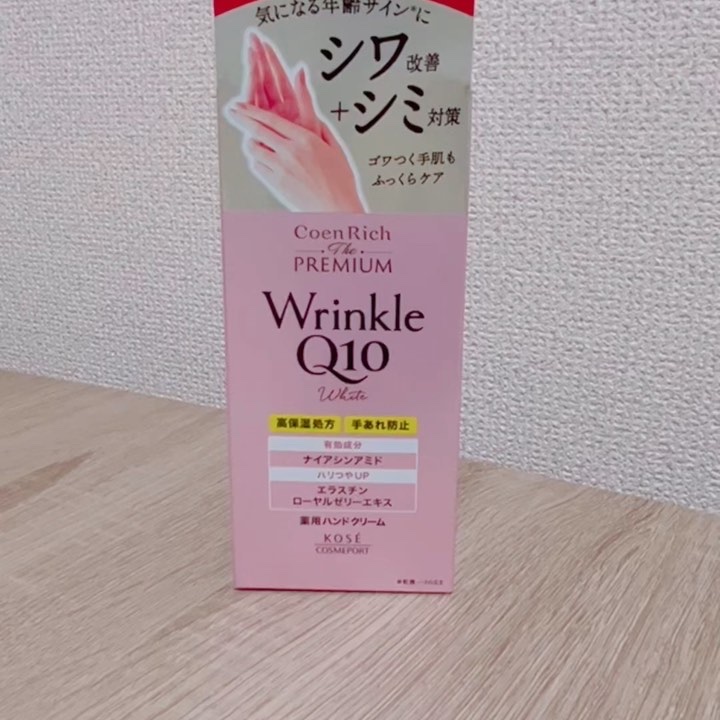 気になる年齢サイン*に
シワ改善
+シミ対策
ゴワつく手肌も
ふっくらケア
CoenRich
The
PREMIUM
Wrinkle
Q10
White
高保湿処方 手あれ防止
有効成分
ナイアシンアミド
ハリつやUP
エラスチン
ローヤルゼリーエキス
薬用ハンドクリーム
KOSÉ
COSMEPORT